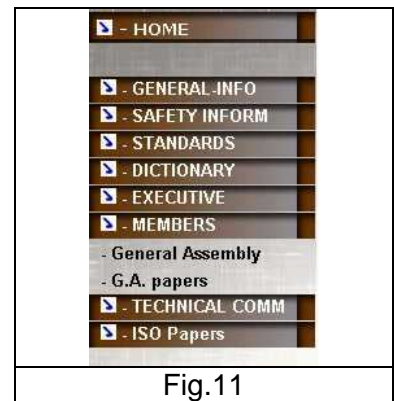 - HOME
- GENERAL-INFO
- SAFETY INFORM
- STANDARDS
- DICTIONARY
- EXECUTIVE
- MEMBERS
- General Assembly
- G.A. papers
- TECHNICAL COMM
- ISO Papers
Fig.11